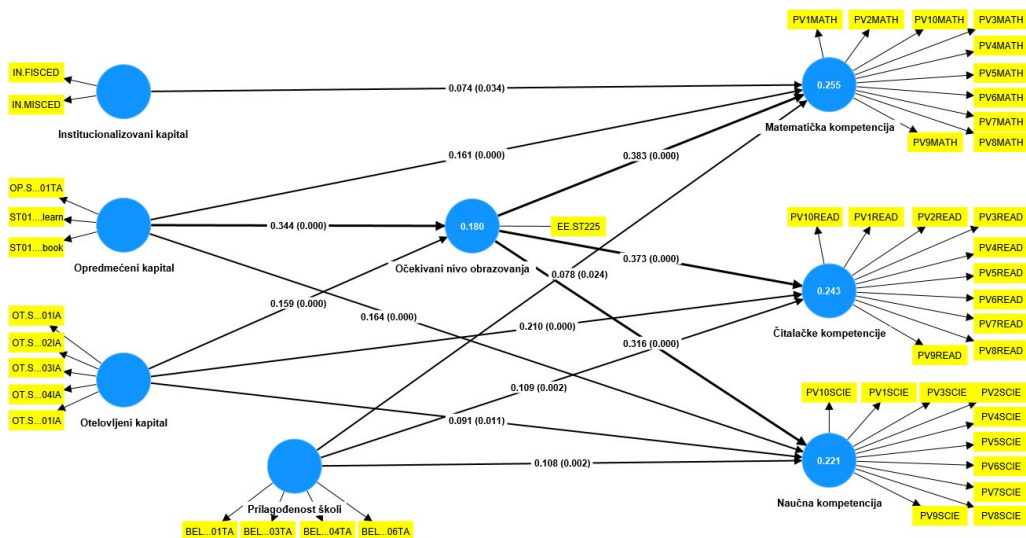 PV1MATH
PV2MATH
PV10MATH
PV3MATH
PV4MATH
PV5MATH
PV6MATH
PV7MATH
PV8MATH
PV9MATH
0.255
Matematička kompetencija
IN.FISCED
IN.MISCED
Institucionalizovani kapital
0.074 (0.034)
0.161 (0.000)
0.383 (0.000)
OP.S...01TA
ST01....learn
ST01....book
Opredmećeni kapital
0.344 (0.000)
0.180
EE.ST225
Očekivani nivo obrazovanja
0.078 (0.024)
0.373 (0.000)
PV10READ
PV1READ
PV2READ
PV3READ
PV4READ
PV5READ
PV6READ
PV7READ
PV8READ
PV9READ
0.243
Čitalačke kompetencije
0.159 (0.000)
0.164 (0.000)
0.210 (0.000)
0.316 (0.000)
OT.S...01IA
OT.S...02IA
OT.S...03IA
OT.S...04IA
OT.S...01IA
Otelovljeni kapital
0.109 (0.002)
0.091 (0.011)
0.108 (0.002)
PV10SCIE
PV1SCIE
PV3SCIE
PV2SCIE
PV4SCIE
PV5SCIE
PV6SCIE
PV7SCIE
PV8SCIE
PV9SCIE
0.221
Naučna kompetencija
Prilagođenost školi
BEL...01TA
BEL...03TA
BEL...04TA
BEL...06TA